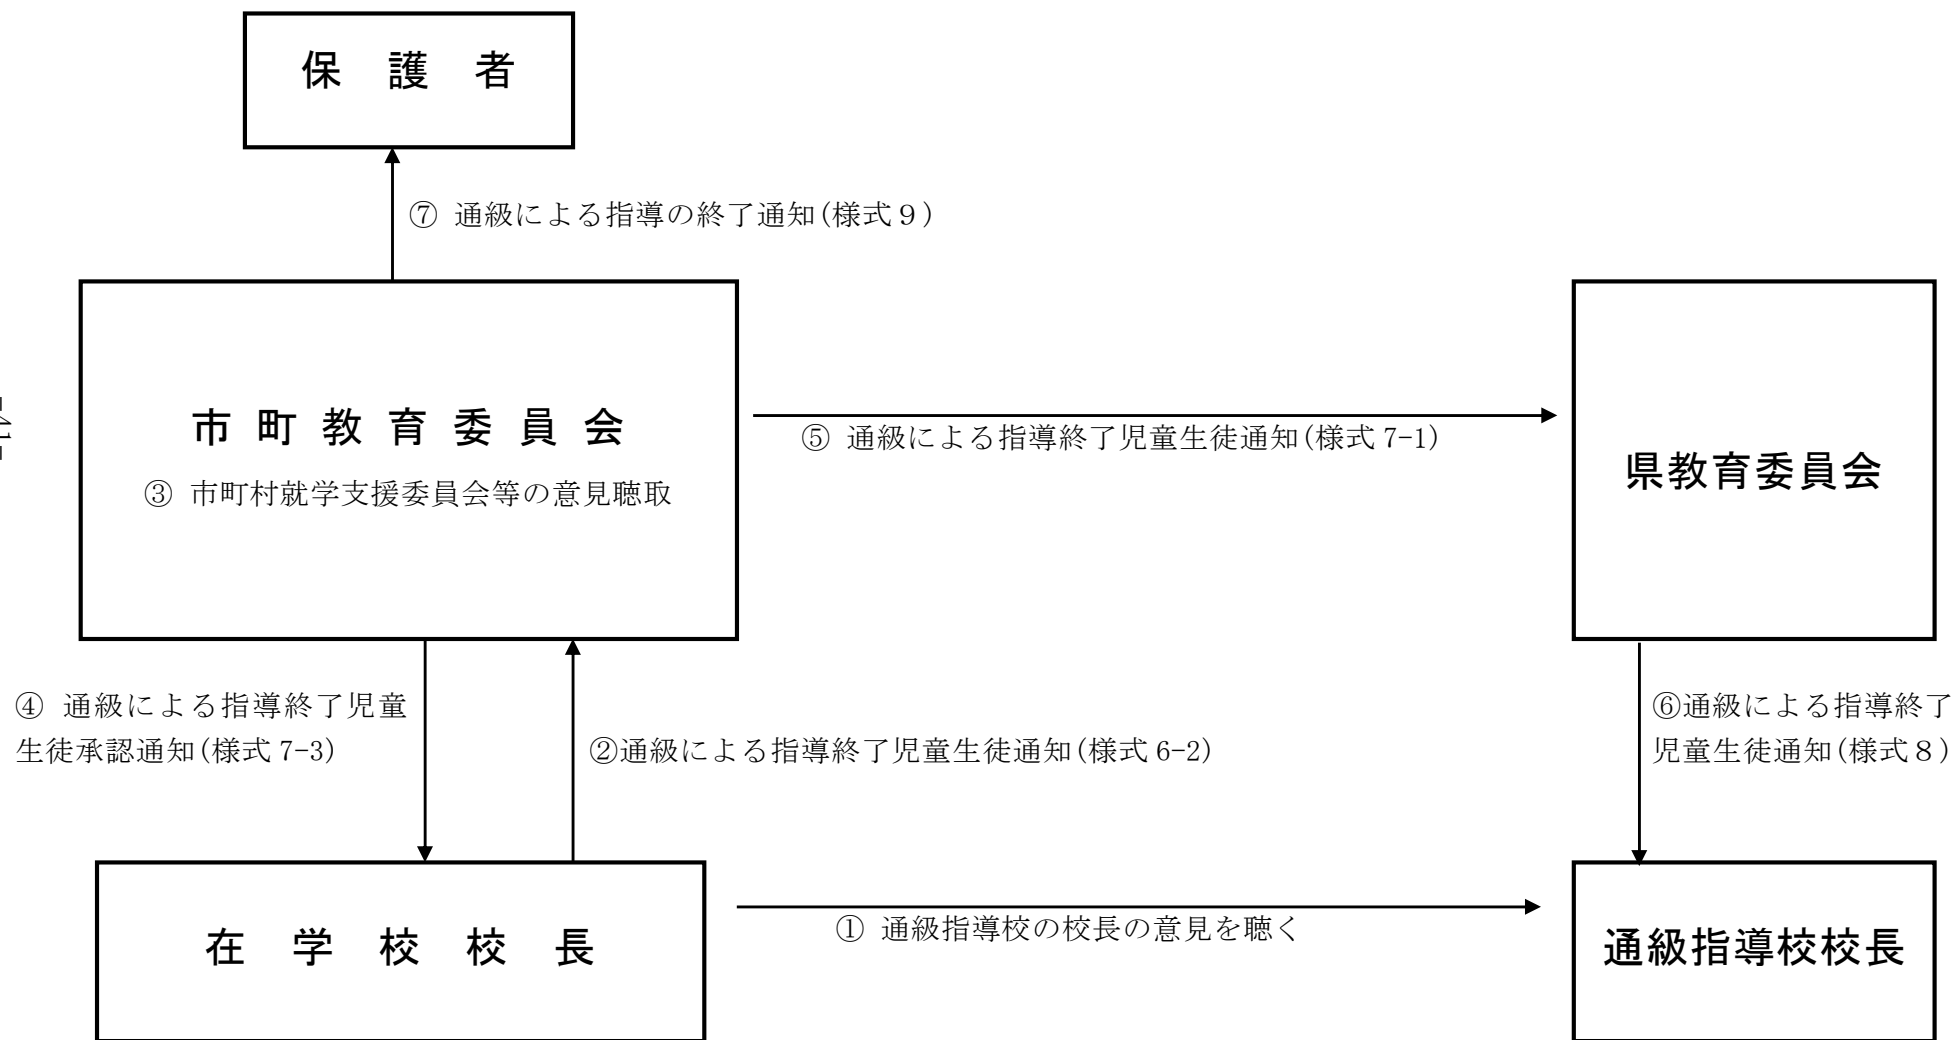 保 護 者
⑦ 通級による指導の終了通知(様式９)
市 町 教 育 委 員 会
③ 市町村就学支援委員会等の意見聴取
⑤ 通級による指導終了児童生徒通知(様式 7-1)
県教育委員会
④ 通級による指導終了児童
生徒承認通知(様式 7-3)
②通級による指導終了児童生徒通知(様式 6-2)
⑥通級による指導終了
児童生徒通知(様式８)
在 学 校 校 長
① 通級指導校の校長の意見を聴く
通級指導校校長